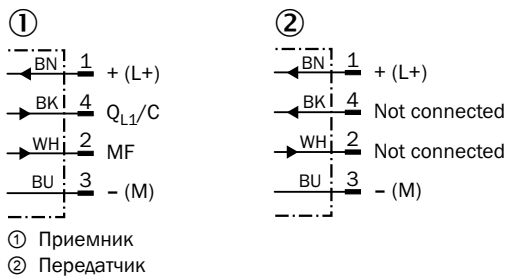 ① ②
BN 1 + (L+) BN 1 + (L+)
BK 4 Q_L1/C BK 4 Not connected
WH 2 MF WH 2 Not connected
BU 3 − (M) BU 3 − (M)
① Приемник
② Передатчик